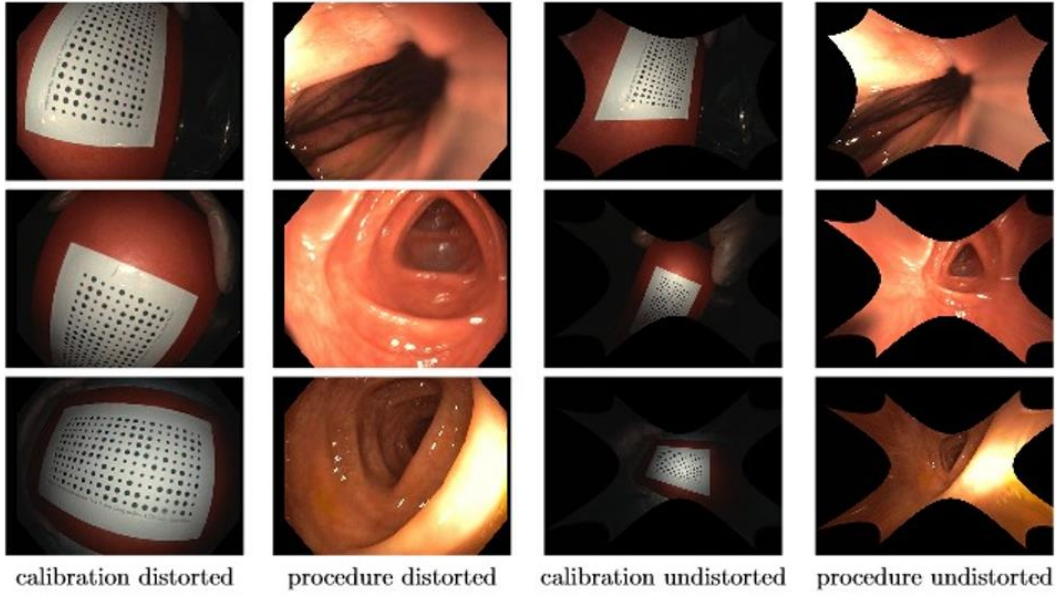 calibration distorted
procedure distorted
calibration undistorted
procedure undistorted